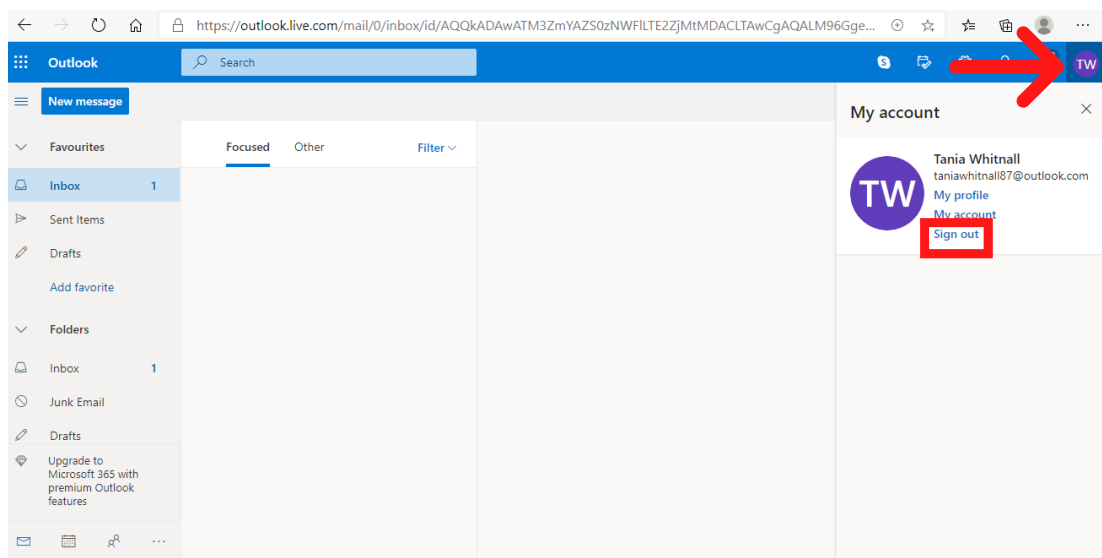 https://outlook.live.com/mail/0/inbox/id/AQQkADAwATM3ZmYAZS0zNWFlLTE2ZjMtMDACLTAwCgAQALM96Gge...
Outlook
Search
TW
New message
My account
Favourites
Focused Other Filter
Tania Whitnall
taniawhitnall87@outlook.com
TW
My profile
My account
Sign out
Inbox 1
Sent Items
Drafts
Add favorite
Folders
Inbox 1
Junk Email
Drafts
Upgrade to
Microsoft 365 with
premium Outlook
features